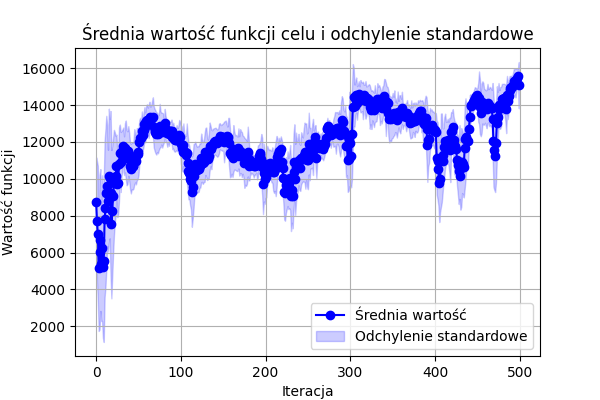 Średnia wartość funkcji celu i odchylenie standardowe
16000
14000
12000
10000
8000
6000
4000
2000
Wartość funkcji
0 100 200 300 400 500
Iteracja
Średnia wartość
Odchylenie standardowe